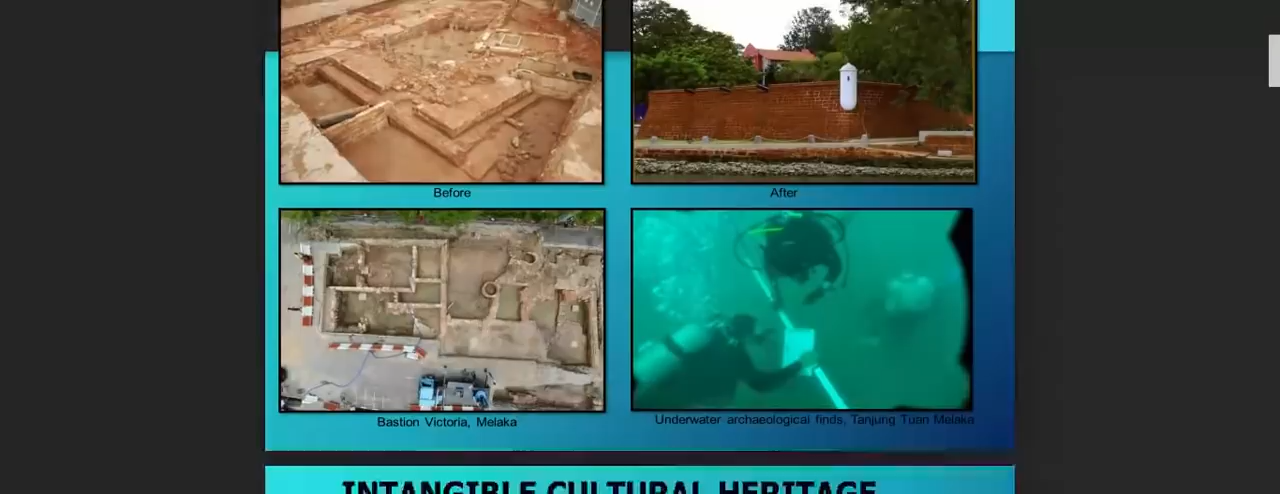 Before
After
Bastion Victoria, Melaka
Underwater archaeological finds, Tanjung Tuan Melaka
INTANGIBLE CULTURAL HERITAGE